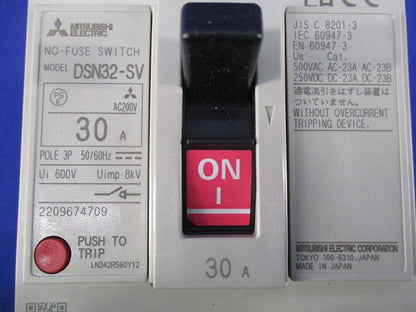 MITSUBISHI
ELECTRIC
NO-FUSE SWITCH
MODEL DSN32-SV
PS
E
AC200V
30 A
POLE 3P 50/60Hz
Ui 600V Uimp 8kV
2209674709
PUSH TO
TRIP
LN342R560Y12
ON
I
30 A
JIS C 8201-3
IEC 60947-3
EN 60947-3
Ue Cat.
500VAC AC-23A AC-23B
250VDC DC-23A DC-23B
過電流引きはずし装置は
ついていません。
WITHOUT OVERCURRENT
TRIPPING DEVICE.
MITSUBISHI ELECTRIC CORPORATION
TOKYO 100-8310,JAPAN
MADE IN JAPAN